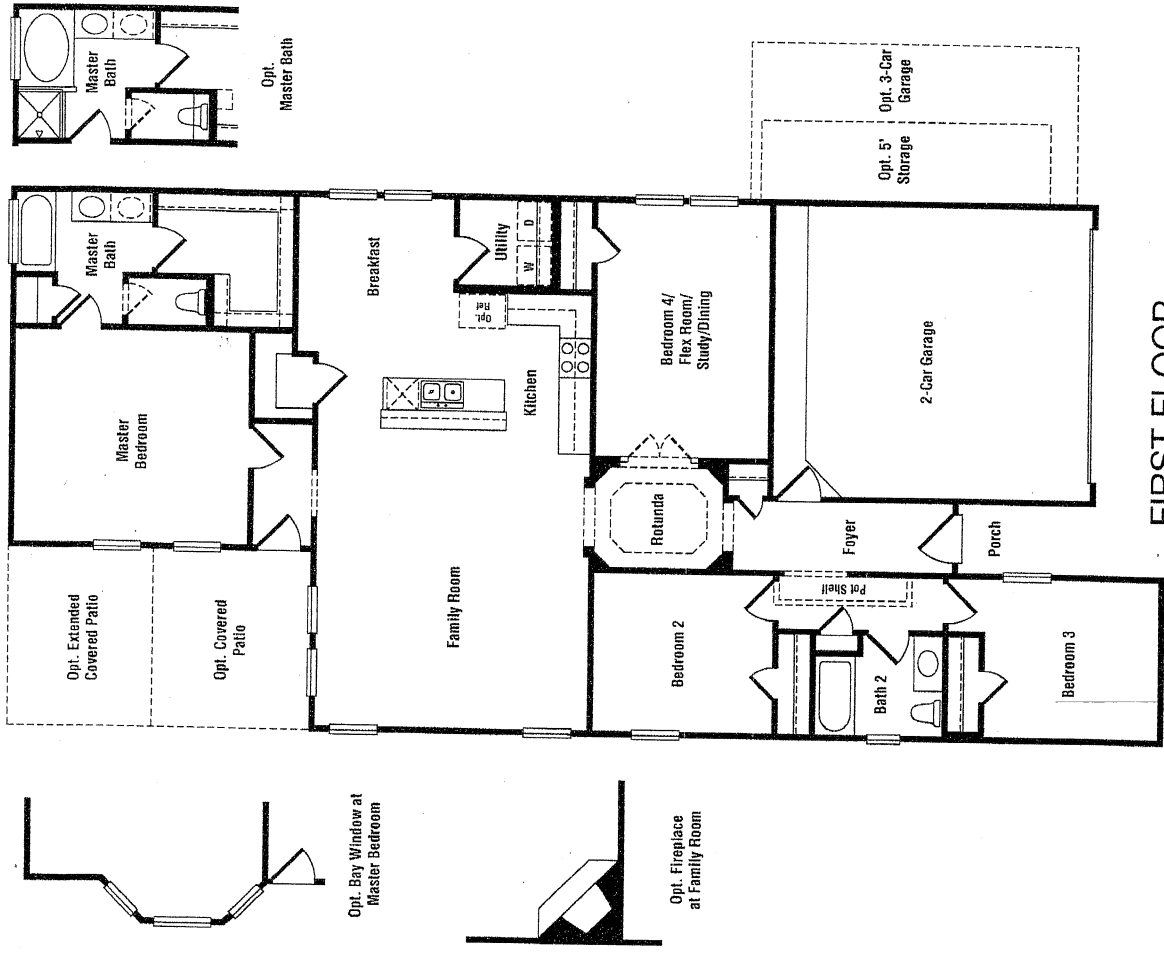 Opt.
Master Bath
Master
Bath
Opt. 3-Car
Garage
Opt. 5'
Storage
Master
Bath
Breakfast
Utility
W
D
Opt.
Ref
Bedroom 4/
Flex Room/
Study/Dining
2-Car Garage
Master
Bedroom
Kitchen
Rotunda
Foyer
Porch
Opt. Extended
Covered Patio
Opt. Covered
Patio
Family Room
Bedroom 2
Pot Shelf
Bath 2
Bedroom 3
Opt. Bay Window at
Master Bedroom
Opt. Fireplace
at Family Room
FIRST FLOOR